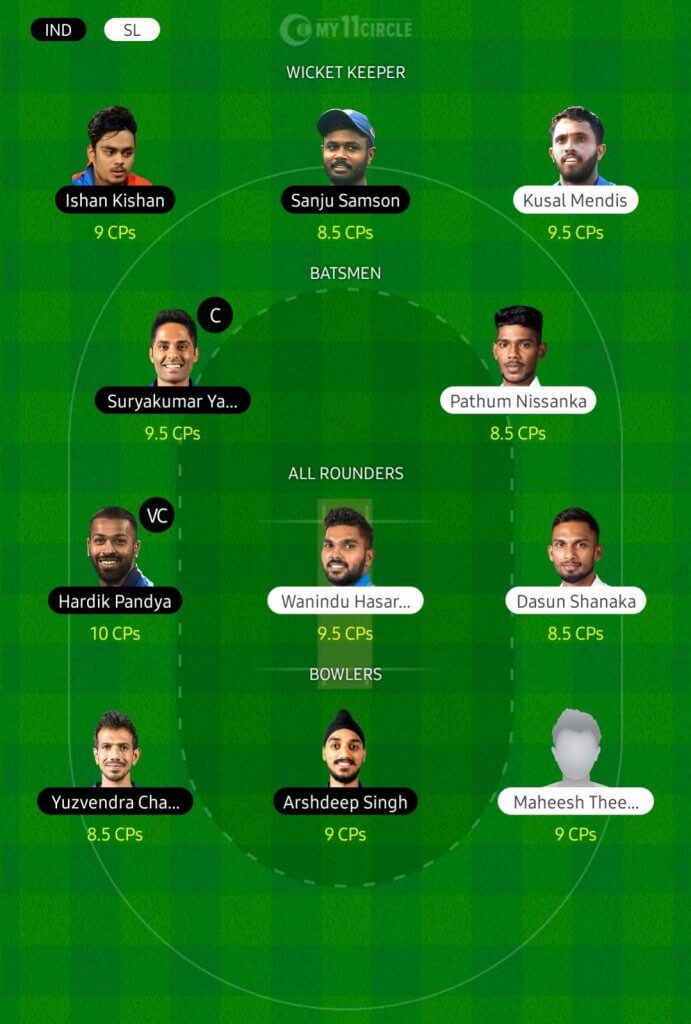 IND SL MY11CIRCLE
WICKET KEEPER
Ishan Kishan Sanju Samson Kusal Mendis
9 CPs 8.5 CPs 9.5 CPs
BATSMEN
C
Suryakumar Ya... Pathum Nissanka
9.5 CPs 8.5 CPs
ALL ROUNDERS
VC
Hardik Pandya Wanindu Hasar... Dasun Shanaka
10 CPs 9.5 CPs 8.5 CPs
BOWLERS
Yuzvendra Cha... Arshdeep Singh Maheesh Thee...
8.5 CPs 9 CPs 9 CPs